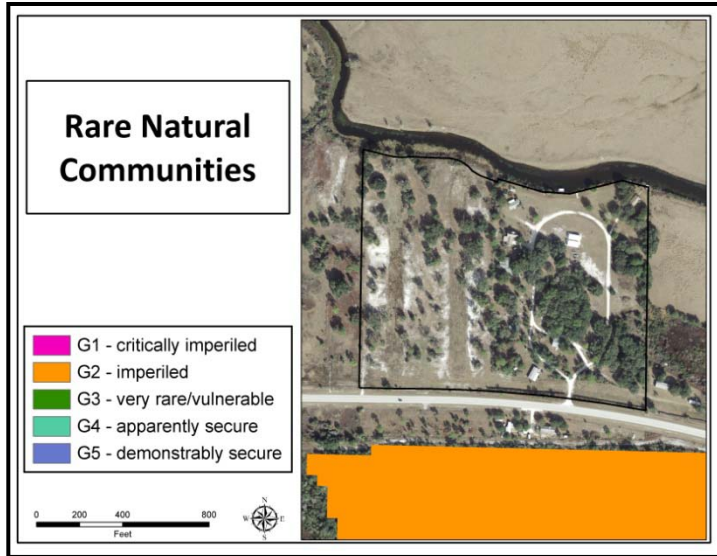 Rare Natural
Communities
G1 - critically imperiled
G2 - imperiled
G3 - very rare/vulnerable
G4 - apparently secure
G5 - demonstrably secure
0 200 400 800
Feet
N
W E
S